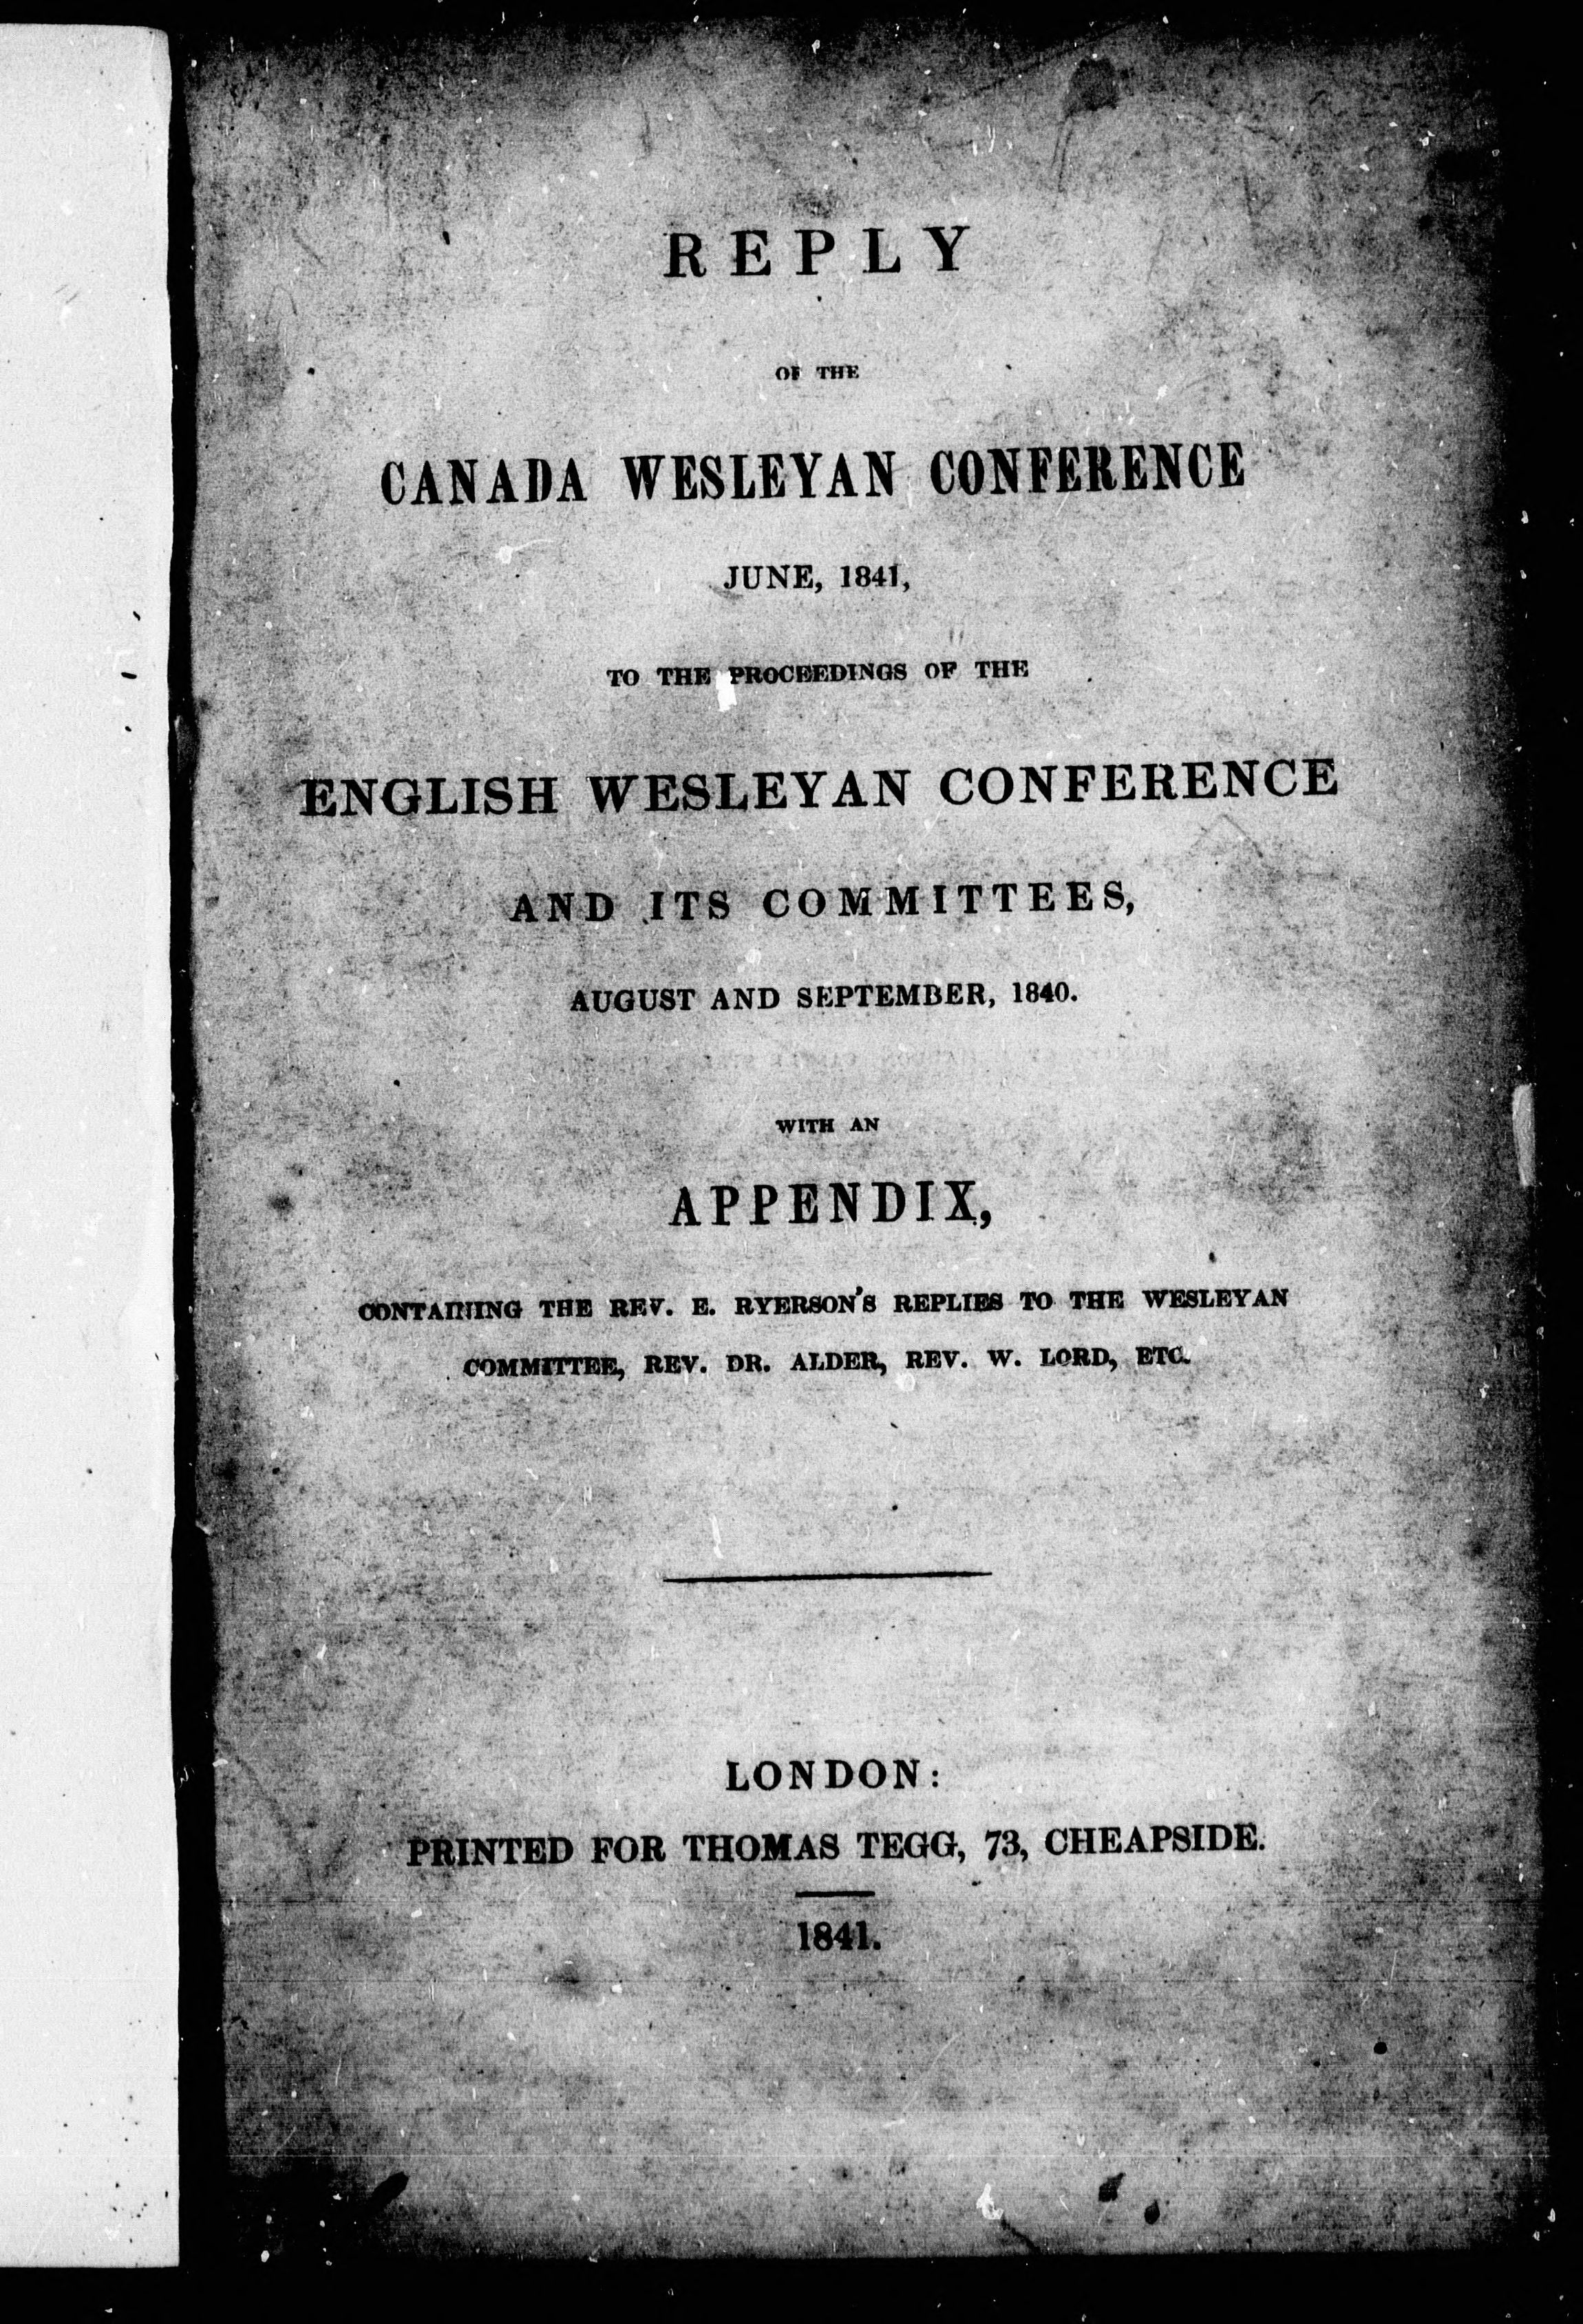 REPLY
OF THE
CANADA WESLEYAN CONFERENCE
JUNE, 1841,
TO THE PROCEEDINGS OF THE
ENGLISH WESLEYAN CONFERENCE
AND ITS COMMITTEES,
AUGUST AND SEPTEMBER, 1840.
WITH AN
APPENDIX,
CONTAINING THE REV. E. RYERSON'S REPLIES TO THE WESLEYAN
COMMITTEE, REV. DR. ALDER, REV. W. LORD, ETC.
LONDON:
PRINTED FOR THOMAS TEGG, 73, CHEAPSIDE.
1841.